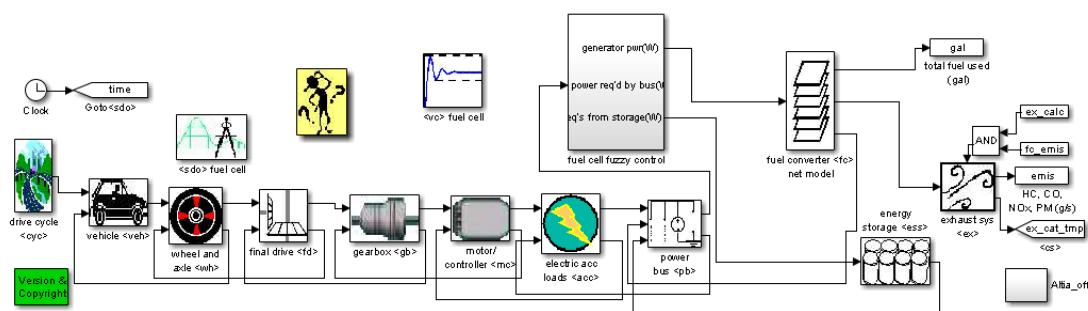 generator pwr(W)
gal
total fuel used
(gal)
power req'd by bus(W
eq's from storage(W)
fuel cell fuzzy control
time
Clock
Goto<sdo>
<vc> fuel cell
<sdo> fuel cell
fuel converter <fc>
net model
AND
ex_calc
fc_emis
emis
HC, CO,
NOx, PM(g/s)
exhaust sys
<ex>
ex_cat_tmp
<cs>
drive cycle
<cyc>
vehicle <veh>
wheel and
axle <wh>
final drive <fd>
gearbox <gb>
motor/
controller <mc>
electric acc
loads <acc>
power
bus <pb>
energy
storage <ess>
Version &
Copyright
Altia_off